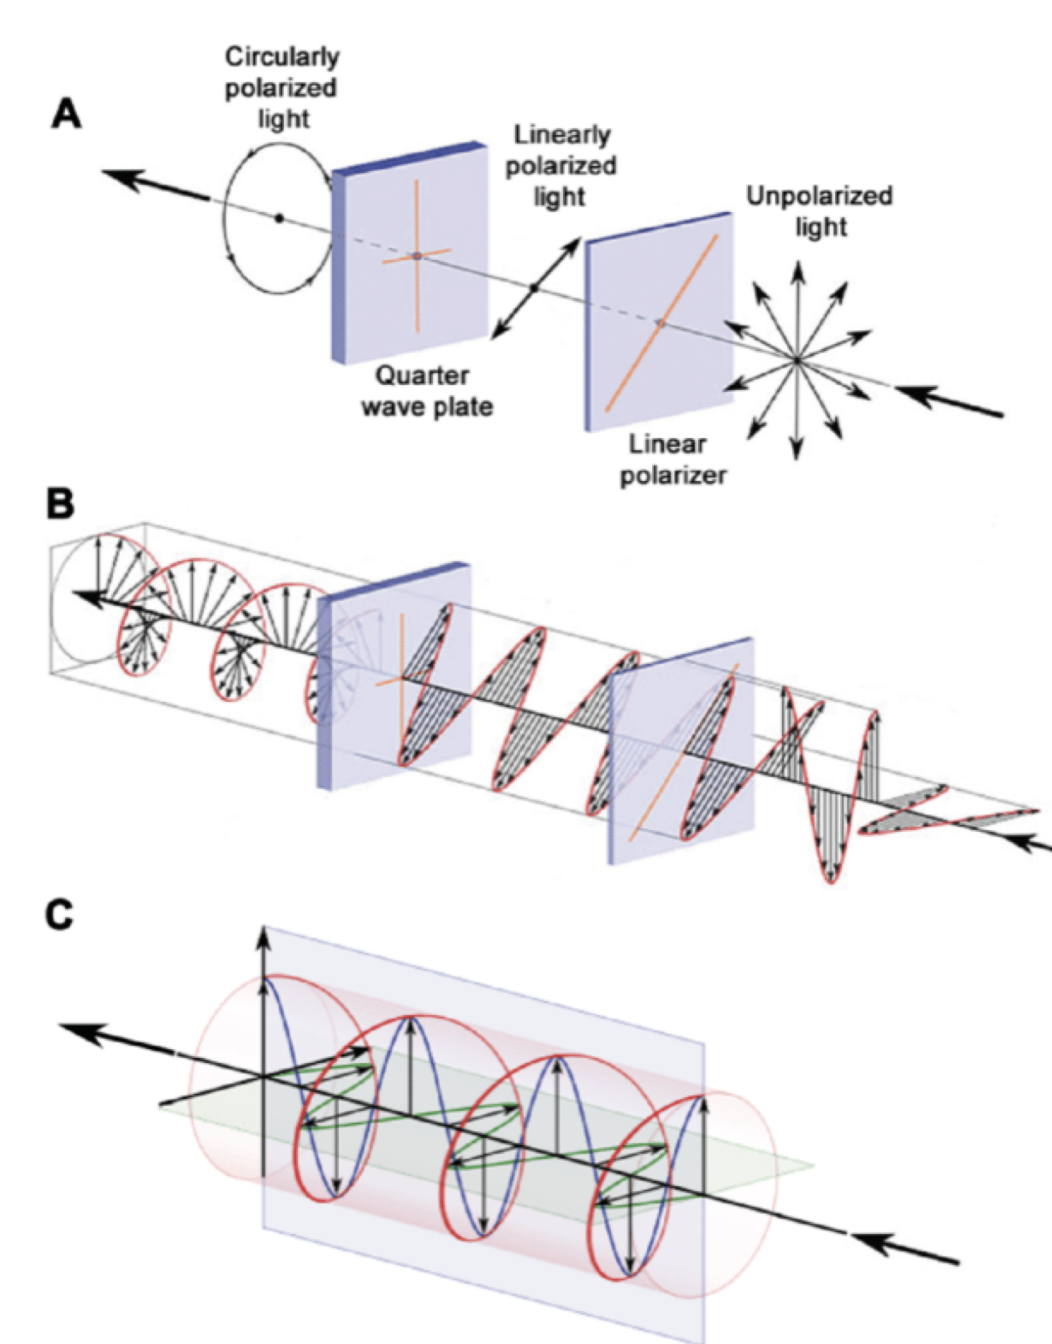 A
Circularly
polarized
light
Linearly
polarized
light
Unpolarized
light
Quarter
wave plate
Linear
polarizer
B
C